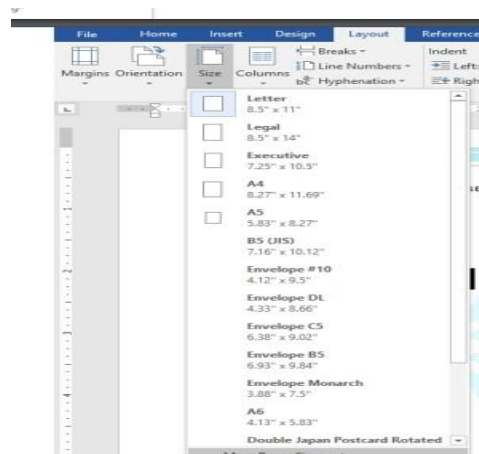 File Home Insert Design Layout Reference
Breaks Indent
Line Numbers Left:
Margins Orientation Size Columns Hyphenation Righ
Letter
8.5" x 11"
Legal
8.5" x 14"
Executive
7.25" x 10.5"
A4
8.27" x 11.69"
A5
5.83" x 8.27"
B5 (JIS)
7.16" x 10.12"
Envelope #10
4.12" x 9.5"
Envelope DL
4.33" x 8.66"
Envelope C5
6.38" x 9.02"
Envelope B5
6.93" x 9.84"
Envelope Monarch
3.88" x 7.5"
A6
4.13" x 5.83"
Double Japan Postcard Rotated